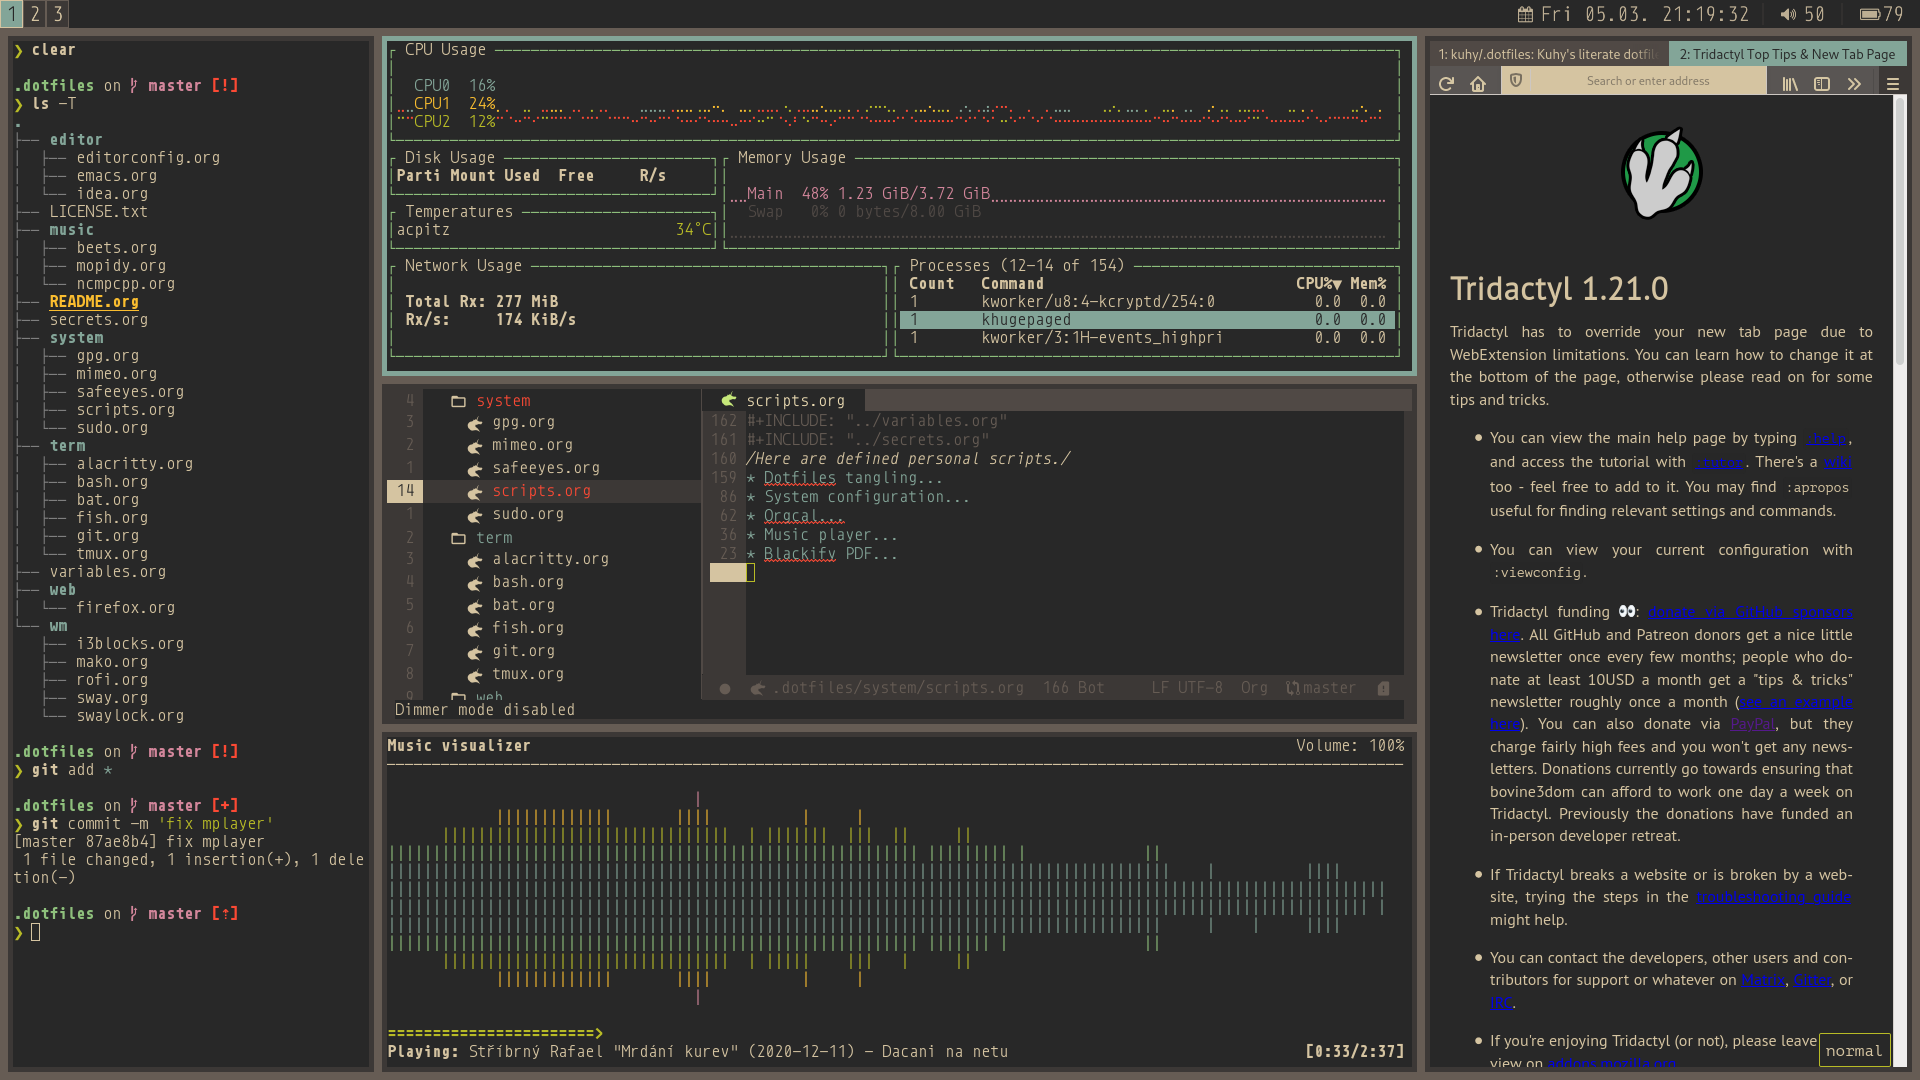 1 2 3
Fri 05.03. 21:19:32 50 79
❯ clear
.dotfiles on master [!]
❯ ls -T
.
├── editor
│  ├── editorconfig.org
│  ├── emacs.org
│  └── idea.org
├── LICENSE.txt
├── music
│  ├── beets.org
│  ├── mopidy.org
│  └── ncmpcpp.org
├── README.org
├── secrets.org
├── system
│  ├── gpg.org
│  ├── mimeo.org
│  ├── safeeyes.org
│  ├── scripts.org
│  └── sudo.org
├── term
│  ├── alacritty.org
│  ├── bash.org
│  ├── bat.org
│  ├── fish.org
│  ├── git.org
│  └── tmux.org
├── variables.org
├── web
│  └── firefox.org
└── wm
   ├── i3blocks.org
   ├── mako.org
   ├── rofi.org
   ├── sway.org
   └── swaylock.org
.dotfiles on master [!]
❯ git add *
.dotfiles on master [+]
❯ git commit -m 'fix mplayer'
[master 87ae8b4] fix mplayer
 1 file changed, 1 insertion(+), 1 dele
tion(-)
.dotfiles on master [↑]
❯
CPU Usage
CPU0 16%
CPU1 24%
CPU2 12%
Disk Usage
Parti Mount Used Free R/s
Temperatures
acpitz 34°C
Memory Usage
Main 48% 1.23 GiB/3.72 GiB
Swap 0% 0 bytes/8.00 GiB
Network Usage
Total Rx: 277 MiB
Rx/s: 174 KiB/s
Processes (12-14 of 154)
Count Command CPU%▼ Mem%
1 kworker/u8:4-kcryptd/254:0 0.0 0.0
1 khugepaged 0.0 0.0
1 kworker/3:1H-events_highpri 0.0 0.0
4 system
3 gpg.org
2 mimeo.org
1 safeeyes.org
14 scripts.org
1 sudo.org
2 term
3 alacritty.org
4 bash.org
5 bat.org
6 fish.org
7 git.org
8 tmux.org
9 web
scripts.org
162 #+INCLUDE: "../variables.org"
161 #+INCLUDE: "../secrets.org"
160 /Here are defined personal scripts./
159 * Dotfiles tangling...
86 * System configuration...
62 * Orgcal...
36 * Music player...
23 * Blackify PDF...
.dotfiles/system/scripts.org 166 Bot LF UTF-8 Org master
Dimmer mode disabled
Music visualizer Volume: 100%
======================>
Playing: Stříbrný Rafael "Mrdání kurev" (2020-12-11) - Dacani na netu [0:33/2:37]
1: kuhy/.dotfiles: Kuhy's literate dotfil
2: Tridactyl Top Tips & New Tab Page
Search or enter address
Tridactyl 1.21.0
Tridactyl has to override your new tab page due to
WebExtension limitations. You can learn how to change it at
the bottom of the page, otherwise please read on for some
tips and tricks.
• You can view the main help page by typing :help,
and access the tutorial with :tutor. There's a wiki
too - feel free to add to it. You may find :apropos
useful for finding relevant settings and commands.
• You can view your current configuration with
:viewconfig.
• Tridactyl funding 👀: donate via GitHub sponsors
here. All GitHub and Patreon donors get a nice little
newsletter once every few months; people who do-
nate at least 10USD a month get a "tips & tricks"
newsletter roughly once a month (see an example
here). You can also donate via PayPal, but they
charge fairly high fees and you won't get any news-
letters. Donations currently go towards ensuring that
bovine3dom can afford to work one day a week on
Tridactyl. Previously the donations have funded an
in-person developer retreat.
• If Tridactyl breaks a website or is broken by a web-
site, trying the steps in the troubleshooting guide
might help.
• You can contact the developers, other users and con-
tributors for support or whatever on Matrix, Gitter, or
IRC.
• If you're enjoying Tridactyl (or not), please leave
view on addons.mozilla.org
normal